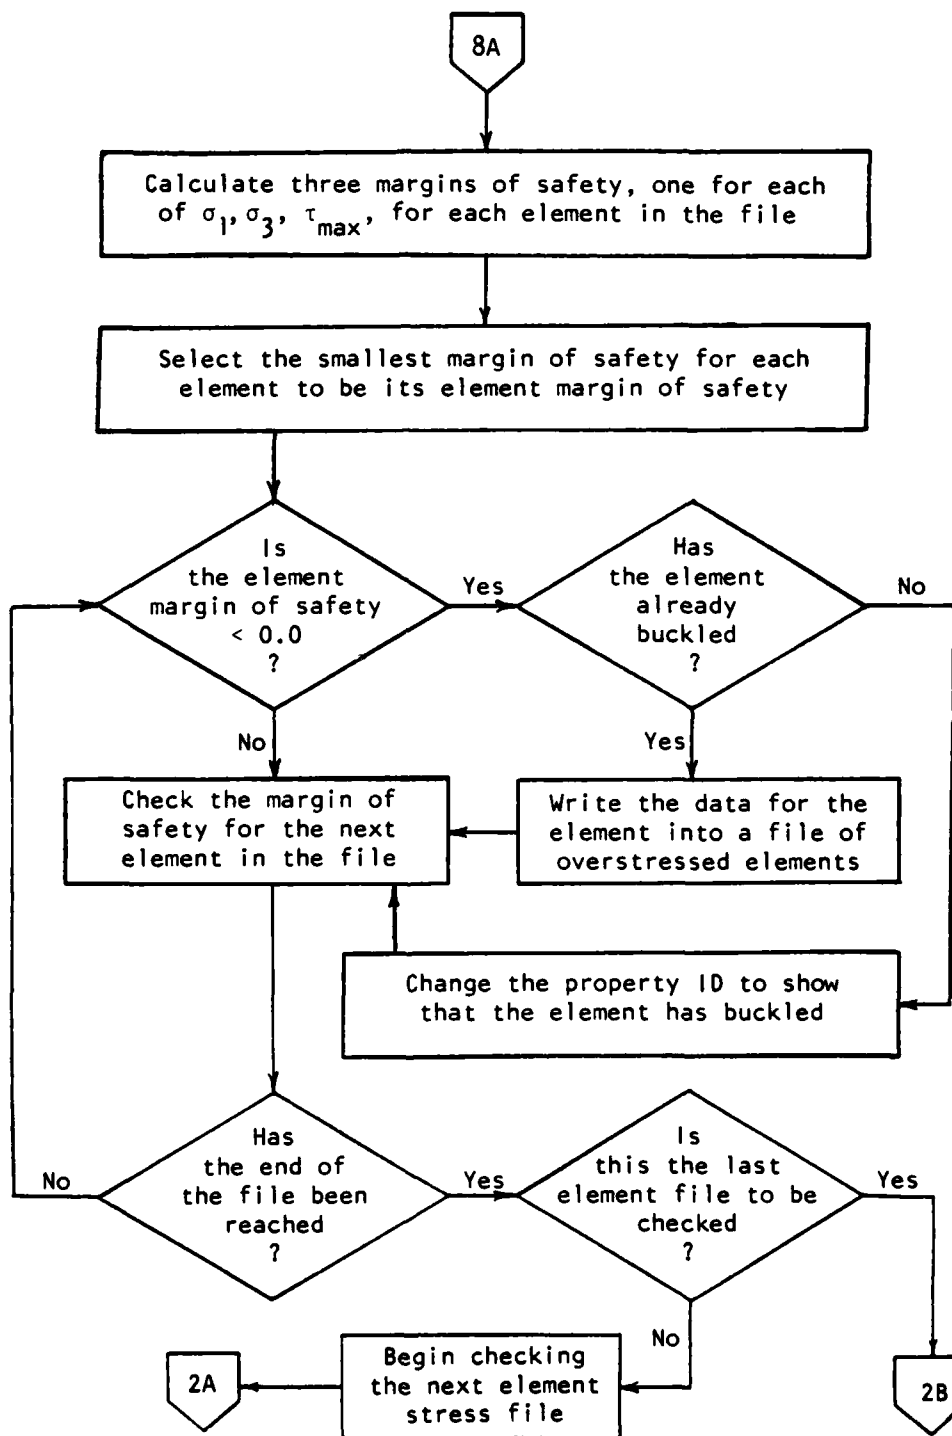 8A
Calculate three margins of safety, one for each
of σ1, σ3, τmax, for each element in the file
Select the smallest margin of safety for each
element to be its element margin of safety
Is
the element
margin of safety
< 0.0
?
Yes
Has
the element
already
buckled
?
No
No
Yes
Check the margin of
safety for the next
element in the file
Write the data for the
element into a file of
overstressed elements
Change the property ID to show
that the element has buckled
Has
the end of
the file been
reached
?
No
Yes
Is
this the last
element file to be
checked
?
Yes
No
2A
Begin checking
the next element
stress file
2B